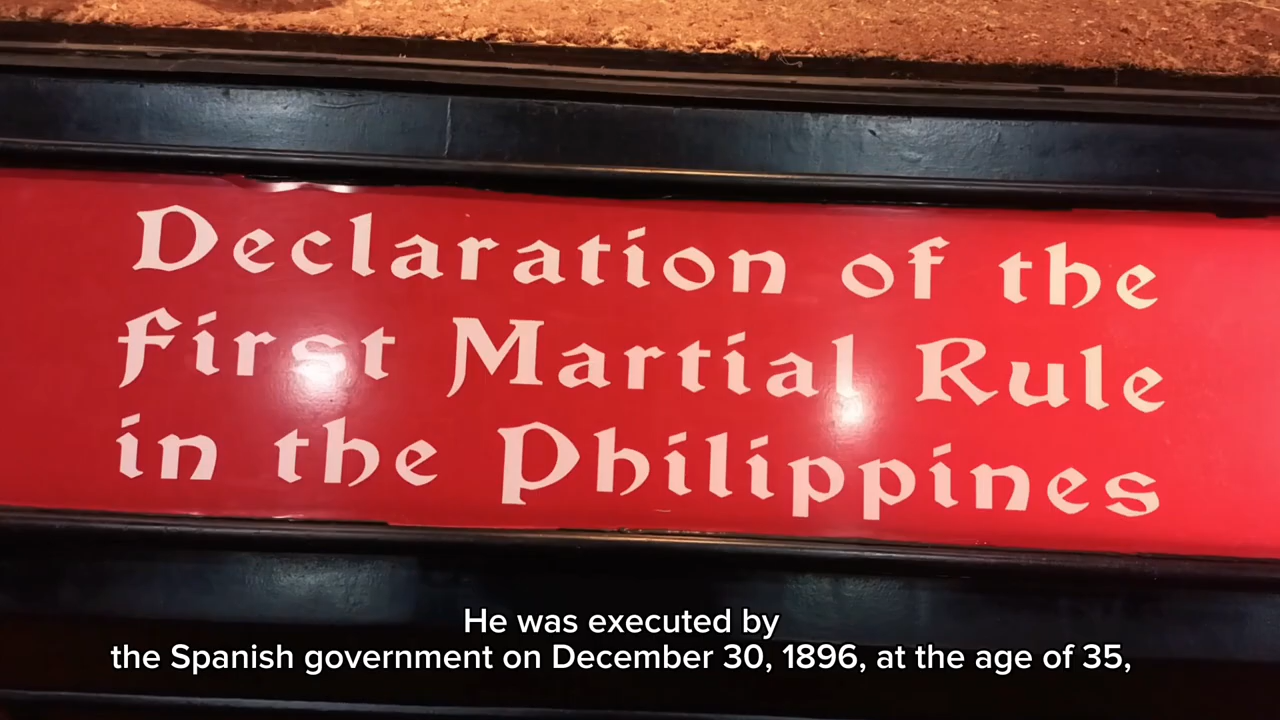 Declaration of the
First Martial Rule
in the Philippines
He was executed by
the Spanish government on December 30, 1896, at the age of 35,